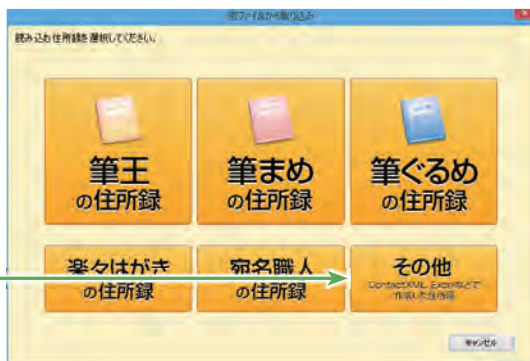 別ファイルから取り込み
読み込む住所録を選択してください。
筆王
の住所録
筆まめ
の住所録
筆ぐるめ
の住所録
楽々はがき
の住所録
宛名職人
の住所録
その他
ContactXML、Excelなどで
作成した住所録
キャンセル